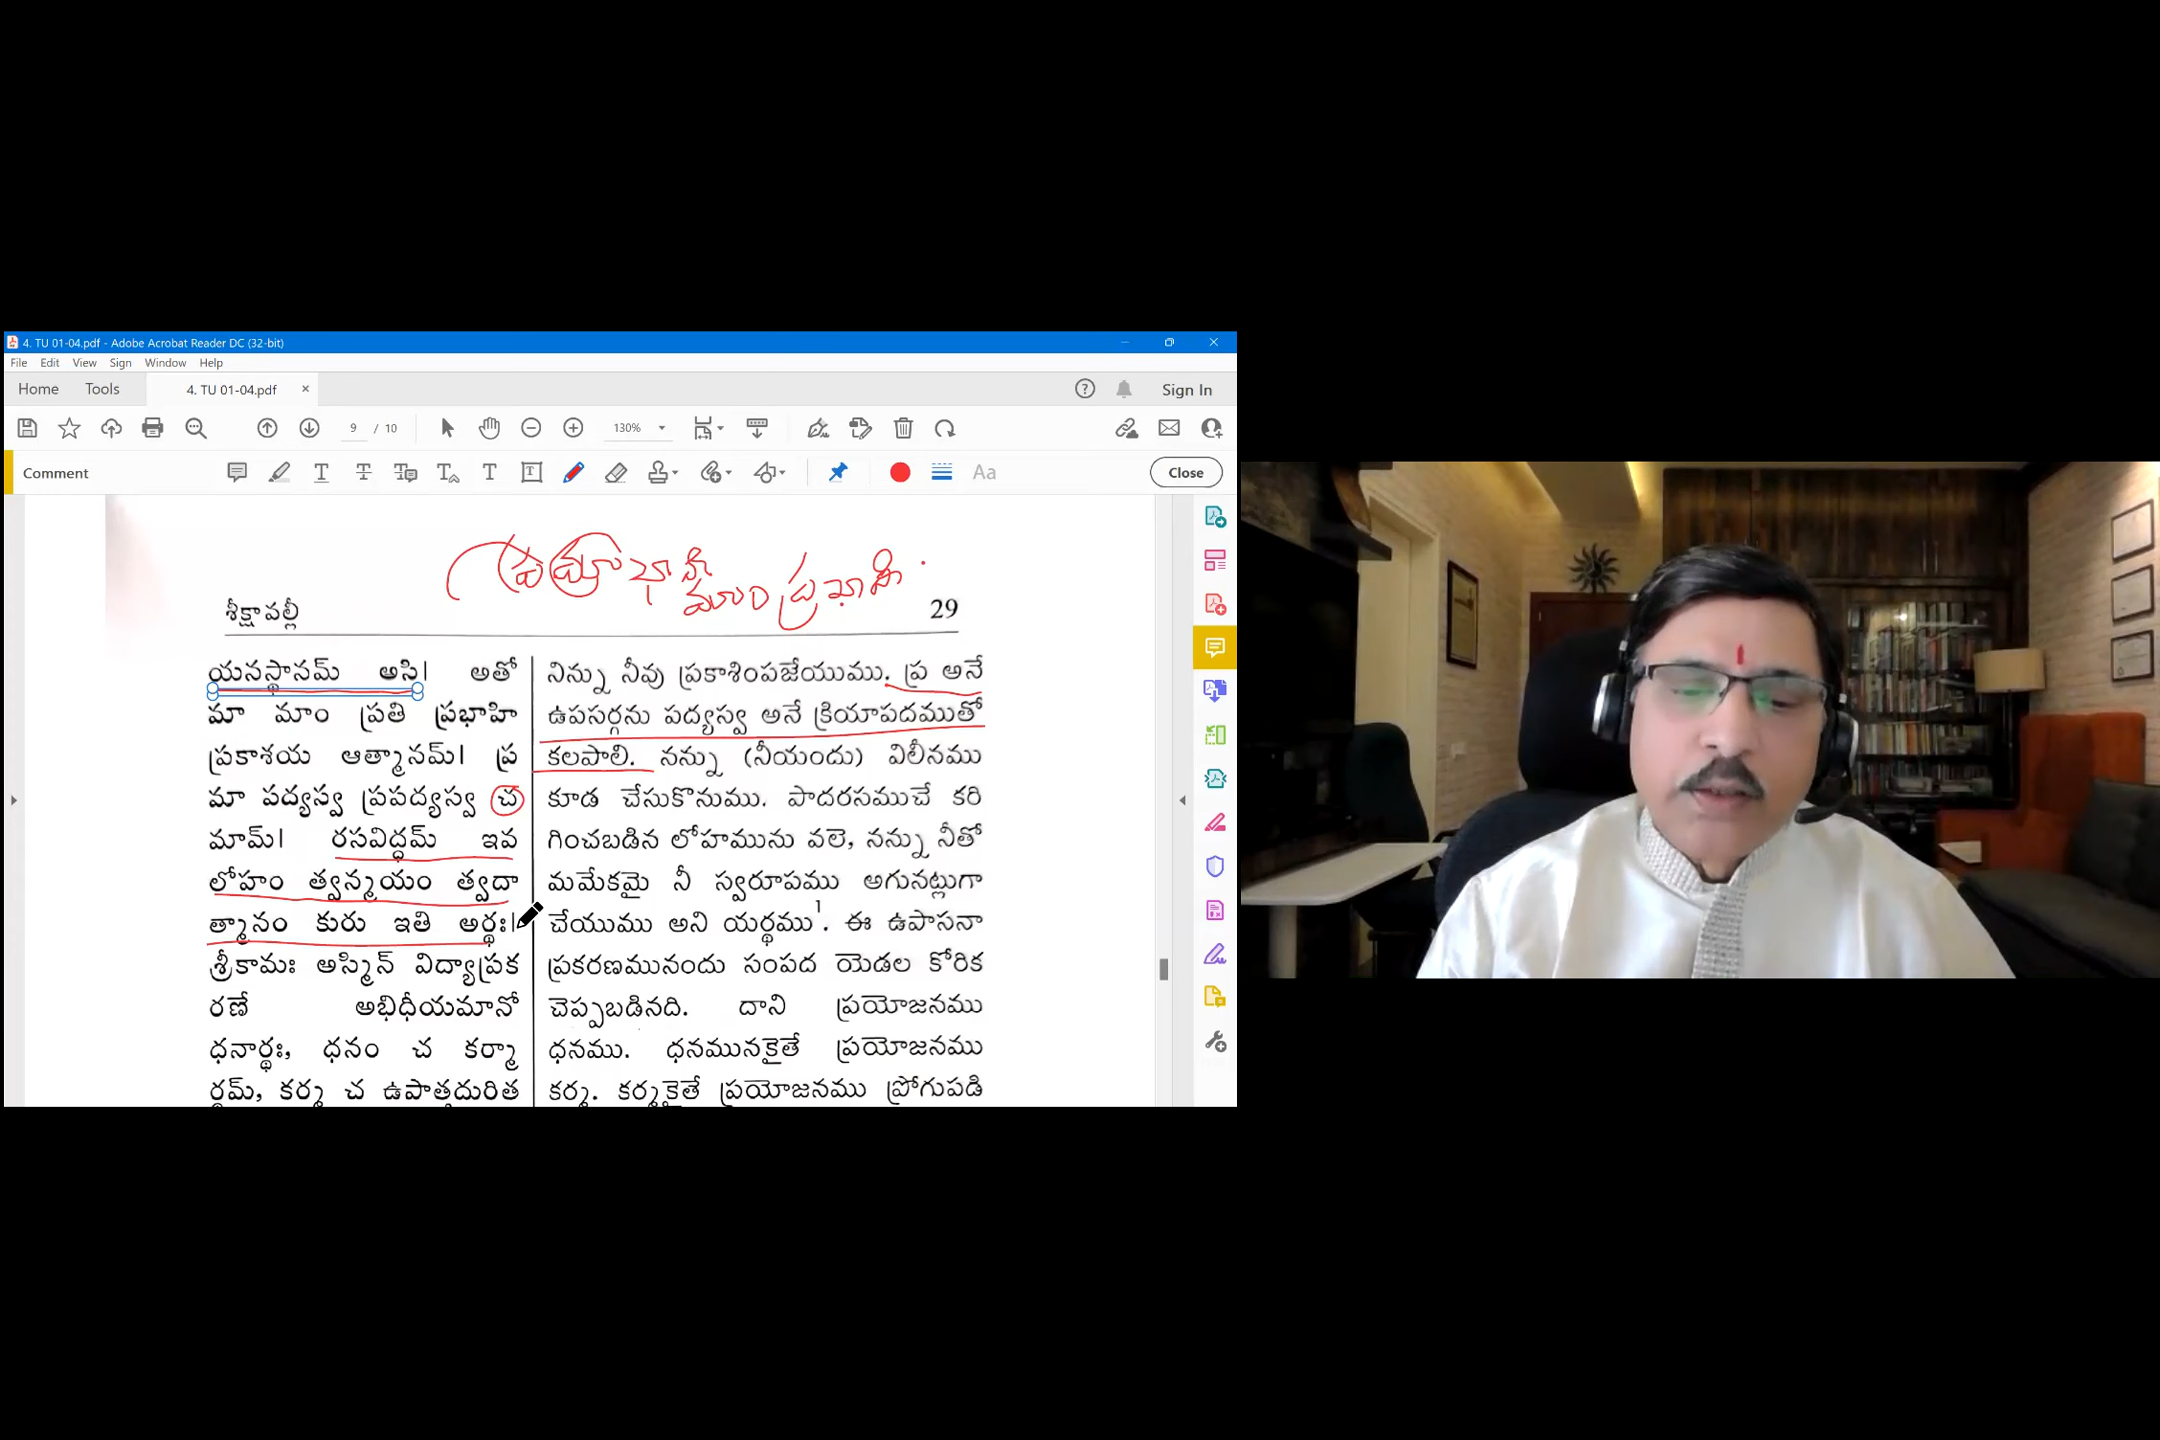 4. TU 01-04.pdf - Adobe Acrobat Reader DC (32-bit)
File Edit View Sign Window Help
Home Tools 4. TU 01-04.pdf × Sign In
9 / 10 130%
Comment Aa Close
మాం ప్రభాహి
శీక్షావల్లీ 29
యనస్థానమ్ అసి। అతో
మా మాం ప్రతి ప్రభాహి
ప్రకాశయ ఆత్మానమ్। ప్ర
మా పద్యస్వ ప్రపద్యస్వ చ
మామ్। రసవిద్ధమ్ ఇవ
లోహం త్వన్మయం త్వదా
త్మానం కురు ఇతి అర్థః।
శ్రీకామః అస్మిన్ విద్యాప్రక
రణే అభిధీయమానో
ధనార్థః, ధనం చ కర్మా
ర్థమ్, కర్మ చ ఉపాత్తదురిత
నిన్ను నీవు ప్రకాశింపజేయుము. ప్ర అనే
ఉపసర్గను పద్యస్వ అనే క్రియాపదముతో
కలపాలి. నన్ను (నీయందు) విలీనము
కూడ చేసుకొనుము. పాదరసముచే కరి
గించబడిన లోహమును వలె, నన్ను నీతో
మమేకమై నీ స్వరూపము అగునట్లుగా
చేయుము అని యర్థము1. ఈ ఉపాసనా
ప్రకరణమునందు సంపద యెడల కోరిక
చెప్పబడినది. దాని ప్రయోజనము
ధనము. ధనమునకైతే ప్రయోజనము
కర్మ. కర్మకైతే ప్రయోజనము ప్రోగుపడి